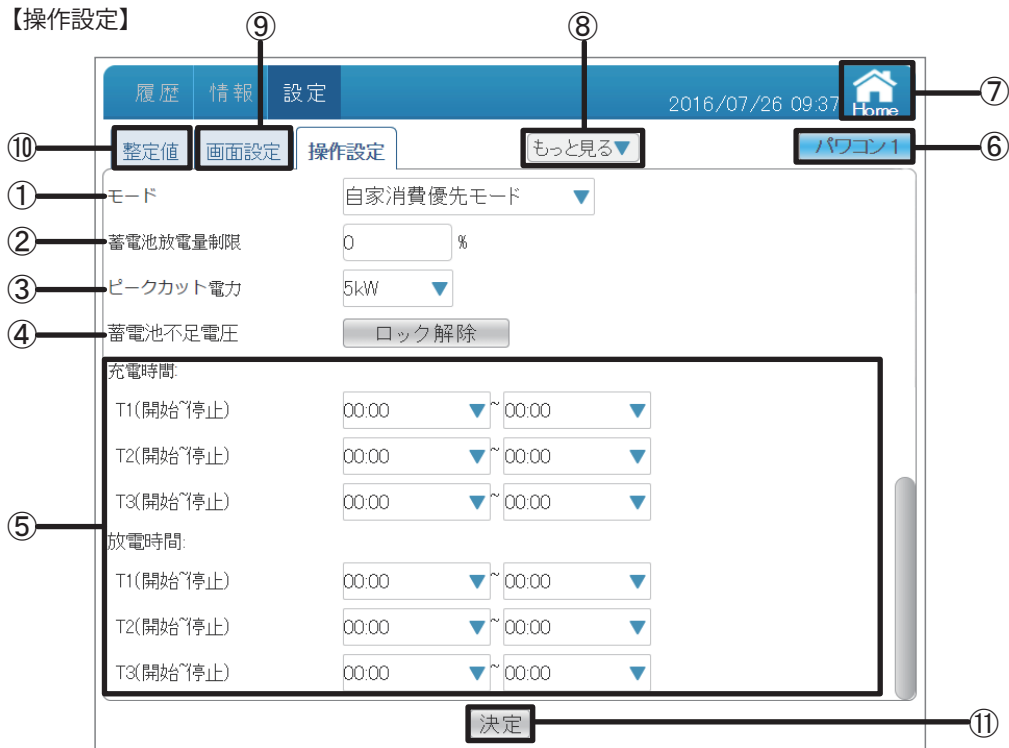 【操作設定】
⑨ ⑧
履歴 情報 設定
2016/07/26 09:37 Home ⑦
⑩ 整定値 画面設定 操作設定 もっと見る▼ パワコン1 ⑥
① モード 自家消費優先モード ▼
② 蓄電池放電量制限 0 %
③ ピークカット電力 5kW ▼
④ 蓄電池不足電圧 ロック解除
充電時間:
T1(開始~停止) 00:00 ▼ ~ 00:00 ▼
T2(開始~停止) 00:00 ▼ ~ 00:00 ▼
T3(開始~停止) 00:00 ▼ ~ 00:00 ▼
⑤
放電時間:
T1(開始~停止) 00:00 ▼ ~ 00:00 ▼
T2(開始~停止) 00:00 ▼ ~ 00:00 ▼
T3(開始~停止) 00:00 ▼ ~ 00:00 ▼
決定 ⑪